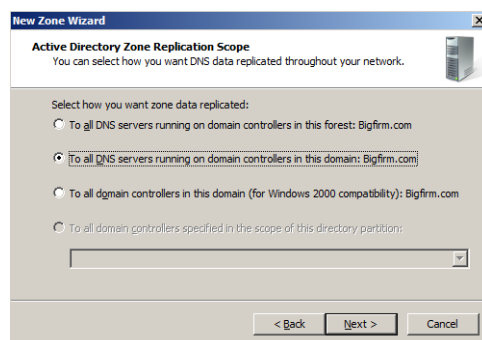 New Zone Wizard
Active Directory Zone Replication Scope
You can select how you want DNS data replicated throughout your network.
Select how you want zone data replicated:
To all DNS servers running on domain controllers in this forest: Bigfirm.com
To all DNS servers running on domain controllers in this domain: Bigfirm.com
To all domain controllers in this domain (for Windows 2000 compatibility): Bigfirm.com
To all domain controllers specified in the scope of this directory partition:
< Back Next > Cancel